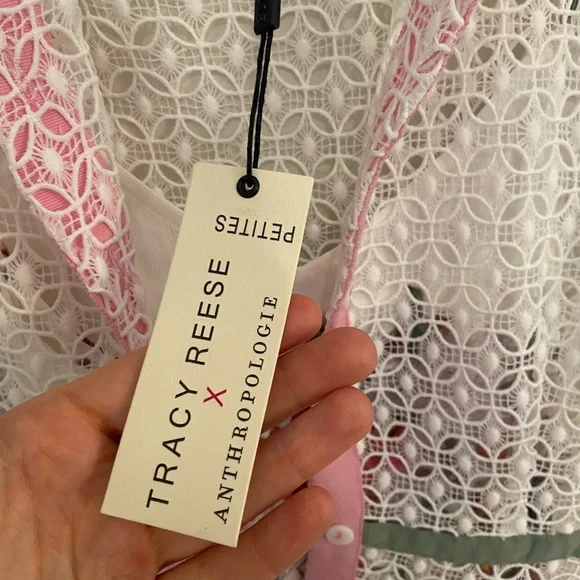 PETITES
TRACY REESE
X
ANTHROPOLOGIE